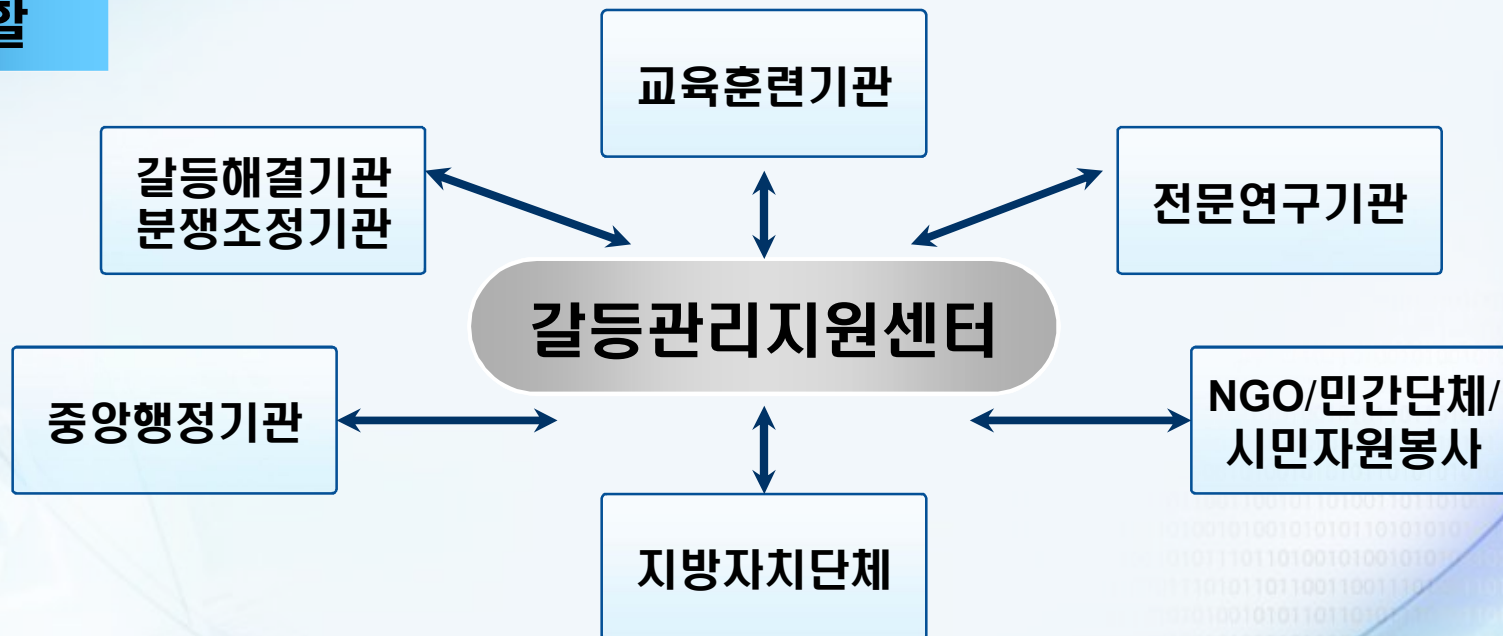 할
교육훈련기관
갈등해결기관
분쟁조정기관
전문연구기관
갈등관리지원센터
중앙행정기관
NGO/민간단체/
시민자원봉사
지방자치단체